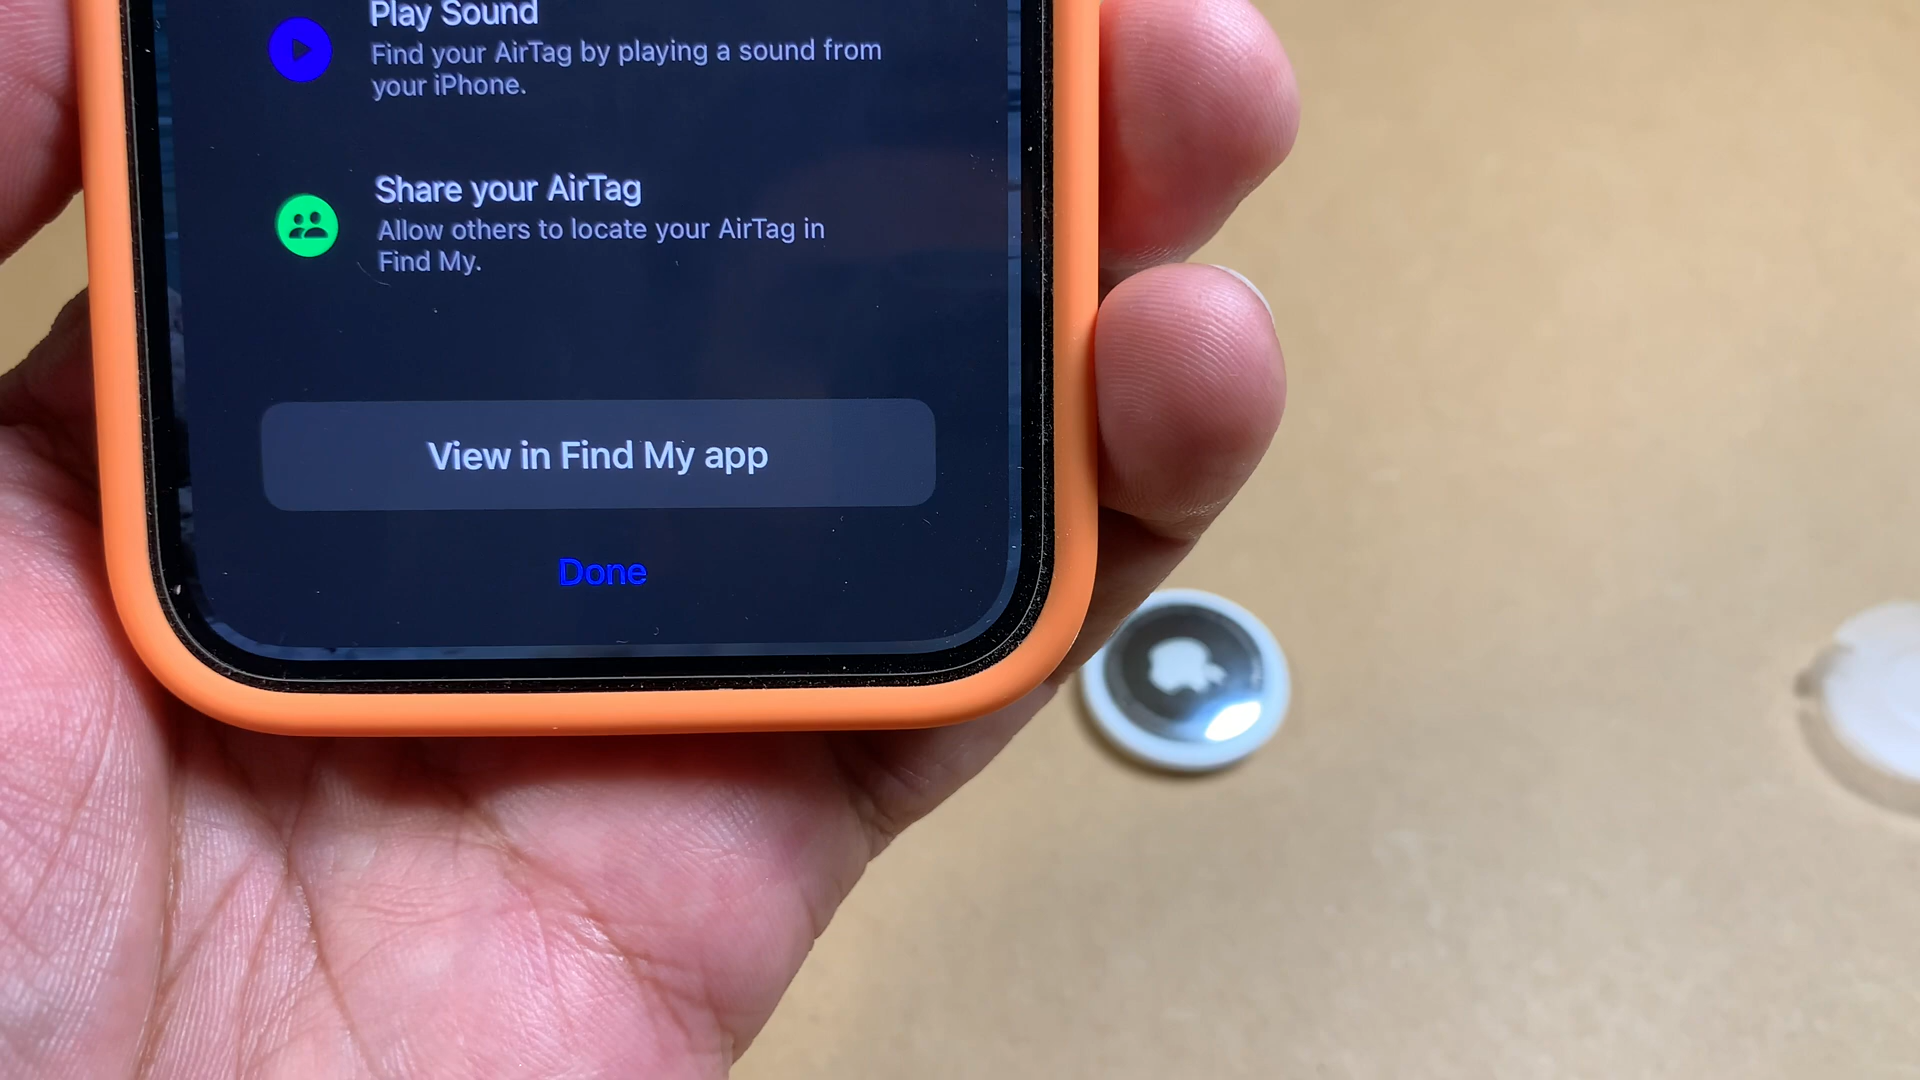 Play Sound
Find your AirTag by playing a sound from
your iPhone.
Share your AirTag
Allow others to locate your AirTag in
Find My.
View in Find My app
Done